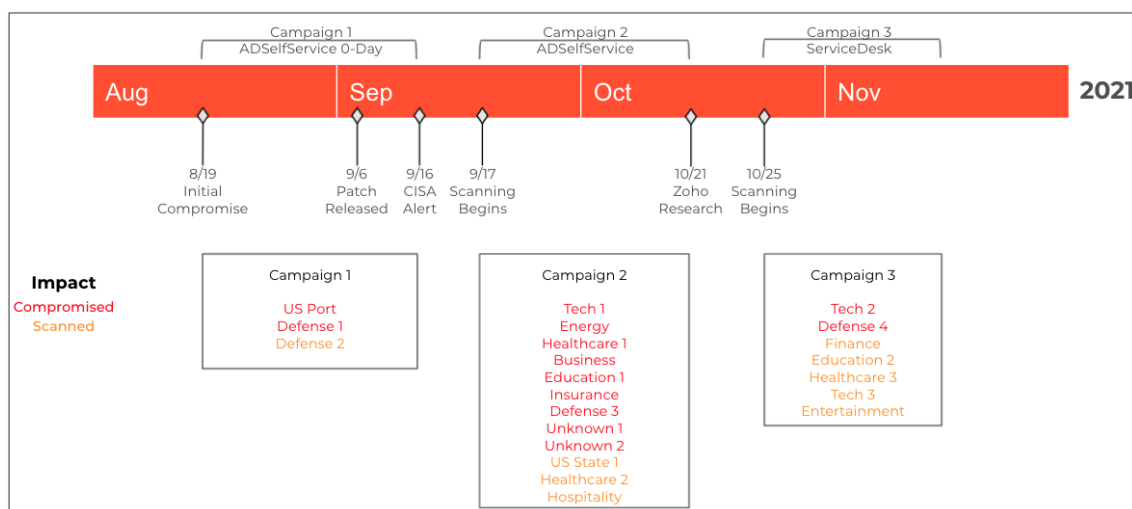 Campaign 1
ADSelfService 0-Day
Campaign 2
ADSelfService
Campaign 3
ServiceDesk
Aug
Sep
Oct
Nov
2021
8/19
Initial
Compromise
9/6
Patch
Released
9/16
CISA
Alert
9/17
Scanning
Begins
10/21
Zoho
Research
10/25
Scanning
Begins
Impact
Compromised
Scanned
Campaign 1
US Port
Defense 1
Defense 2
Campaign 2
Tech 1
Energy
Healthcare 1
Business
Education 1
Insurance
Defense 3
Unknown 1
Unknown 2
US State 1
Healthcare 2
Hospitality
Campaign 3
Tech 2
Defense 4
Finance
Education 2
Healthcare 3
Tech 3
Entertainment